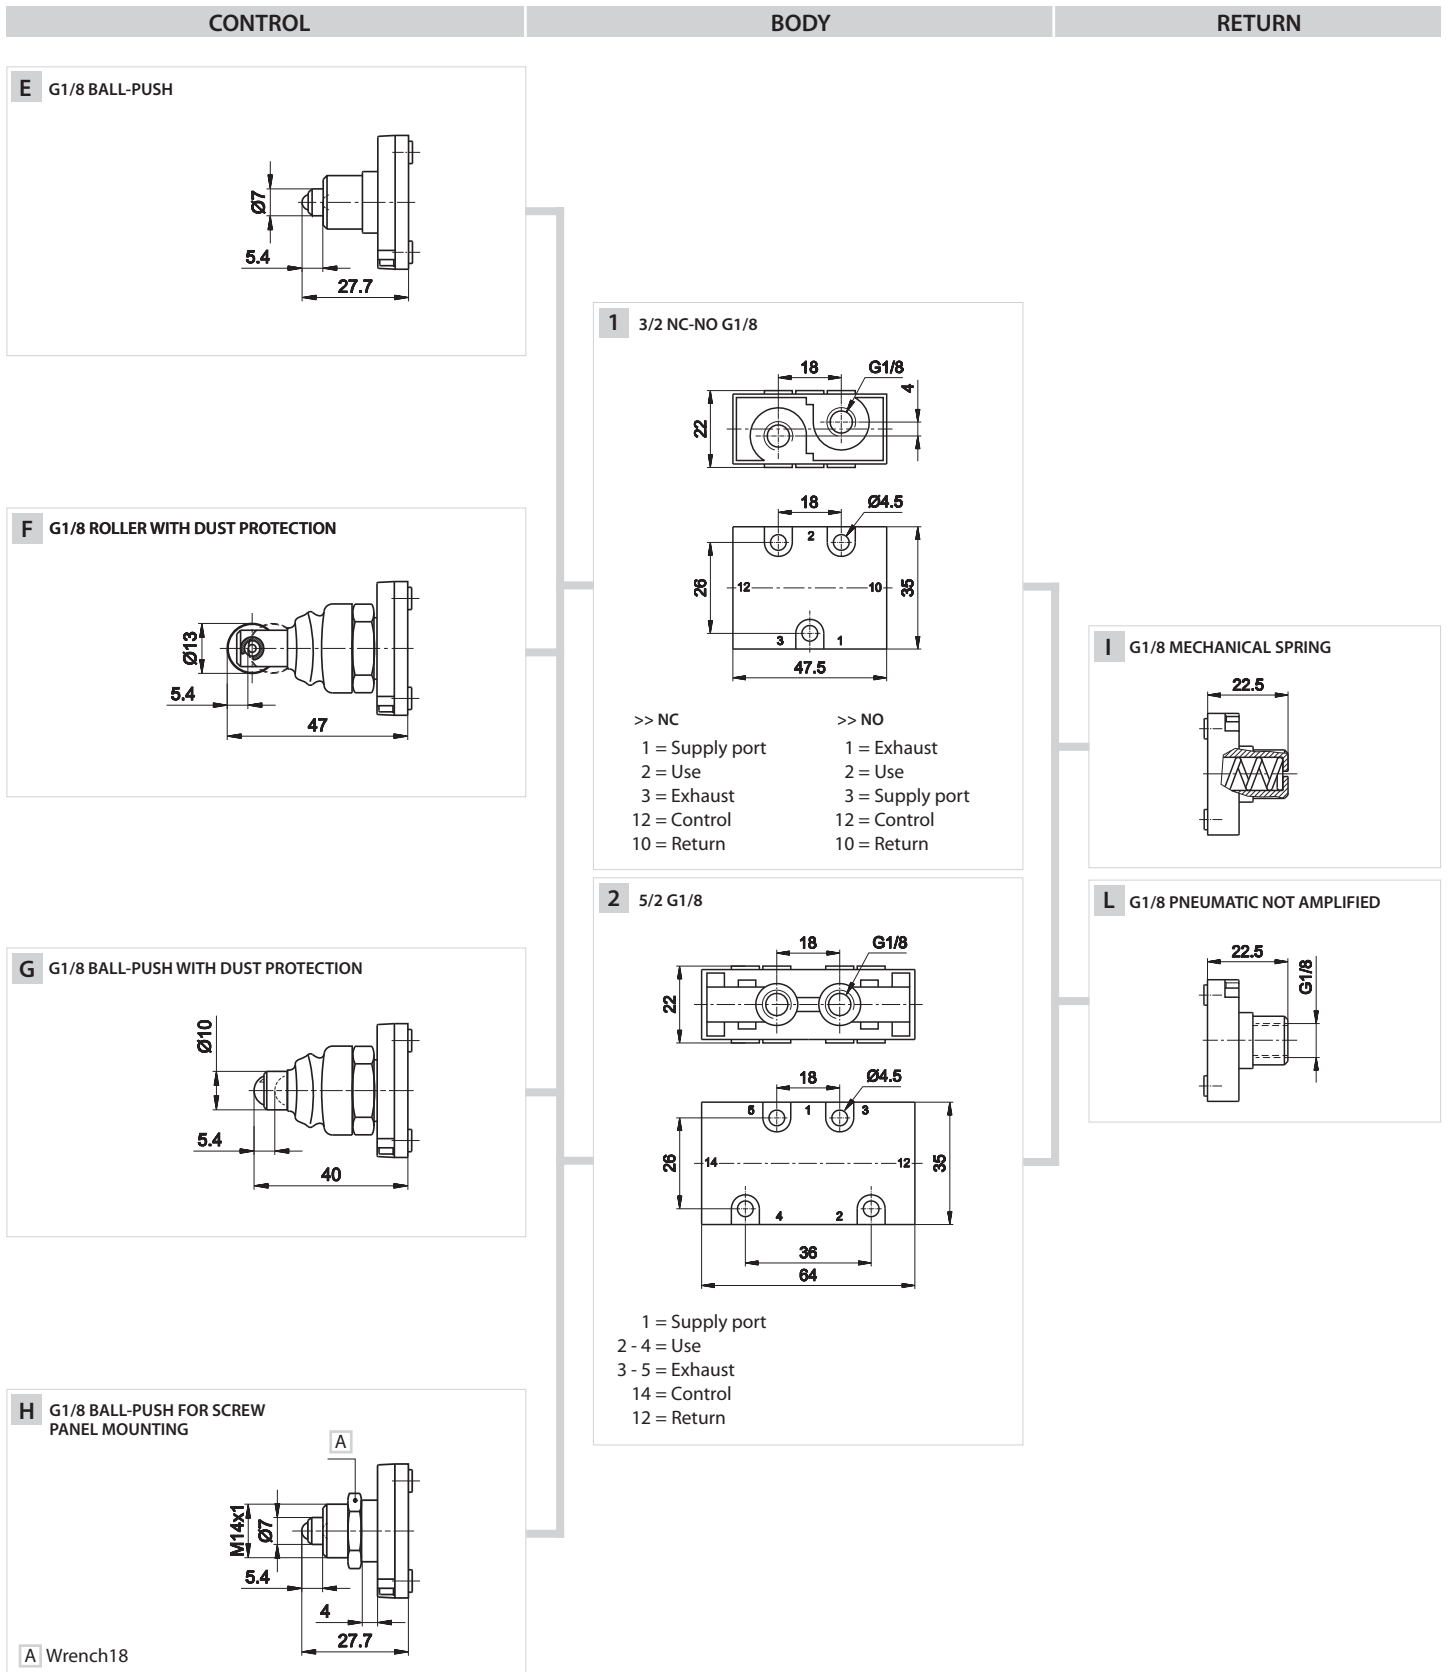 CONTROL
BODY
RETURN
E G1/8 BALL-PUSH
Ø7
5.4
27.7
F G1/8 ROLLER WITH DUST PROTECTION
Ø13
5.4
47
G G1/8 BALL-PUSH WITH DUST PROTECTION
Ø10
5.4
40
H G1/8 BALL-PUSH FOR SCREW
PANEL MOUNTING
A
M14x1
Ø7
5.4
4
27.7
A Wrench18
1 3/2 NC-NO G1/8
18
G1/8
4
22
18
Ø4.5
2
26
12
10
35
3
1
47.5
>> NC
1 = Supply port
2 = Use
3 = Exhaust
12 = Control
10 = Return
>> NO
1 = Exhaust
2 = Use
3 = Supply port
12 = Control
10 = Return
2 5/2 G1/8
18
G1/8
22
18
Ø4.5
5
1
3
26
14
12
35
4
2
36
64
1 = Supply port
2 - 4 = Use
3 - 5 = Exhaust
14 = Control
12 = Return
I G1/8 MECHANICAL SPRING
22.5
L G1/8 PNEUMATIC NOT AMPLIFIED
22.5
G1/8